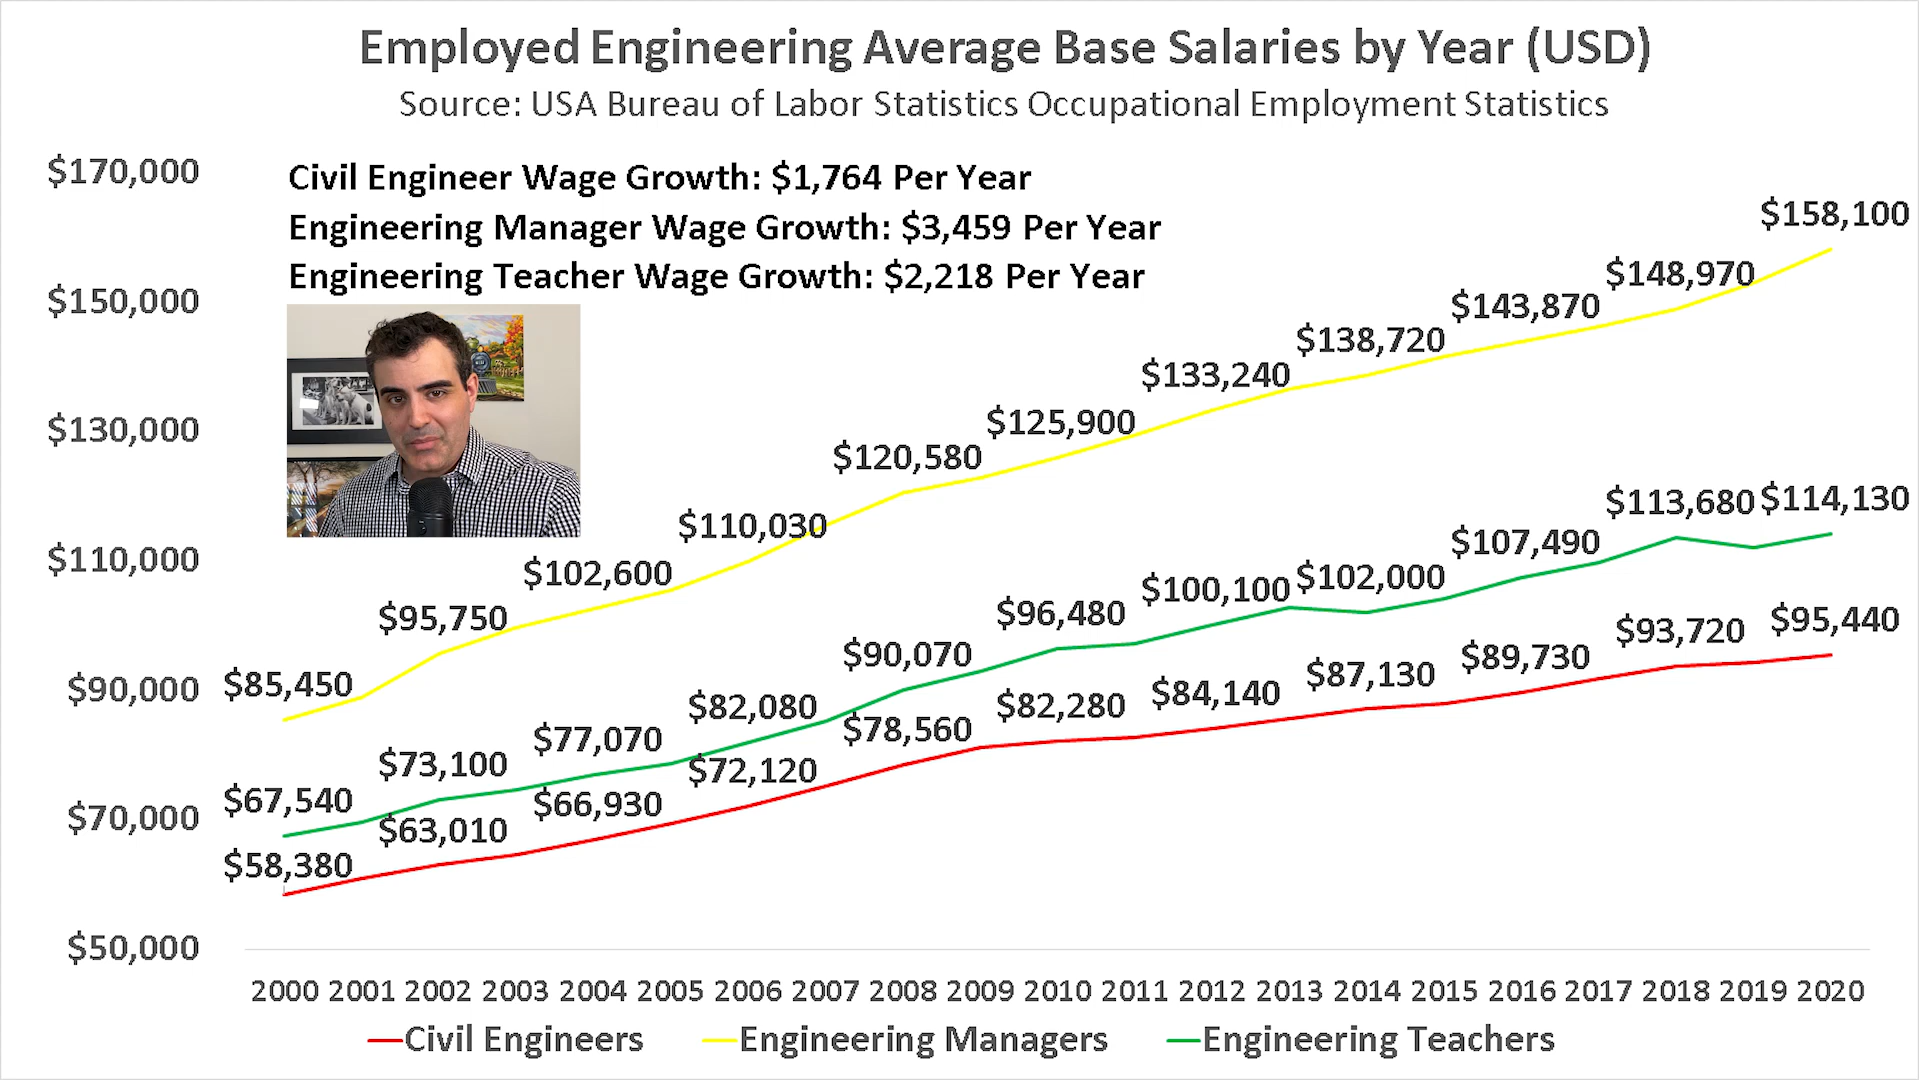 Employed Engineering Average Base Salaries by Year (USD)
Source: USA Bureau of Labor Statistics Occupational Employment Statistics
Civil Engineer Wage Growth: $1,764 Per Year
Engineering Manager Wage Growth: $3,459 Per Year
Engineering Teacher Wage Growth: $2,218 Per Year
$170,000
$150,000
$130,000
$110,000
$90,000
$70,000
$50,000
$85,450 $95,750 $102,600 $110,030 $120,580 $125,900 $133,240 $138,720 $143,870 $148,970 $158,100
$67,540 $73,100 $77,070 $82,080 $90,070 $96,480 $100,100 $102,000 $107,490 $113,680 $114,130
$58,380 $63,010 $66,930 $72,120 $78,560 $82,280 $84,140 $87,130 $89,730 $93,720 $95,440
2000 2001 2002 2003 2004 2005 2006 2007 2008 2009 2010 2011 2012 2013 2014 2015 2016 2017 2018 2019 2020
Civil Engineers Engineering Managers Engineering Teachers